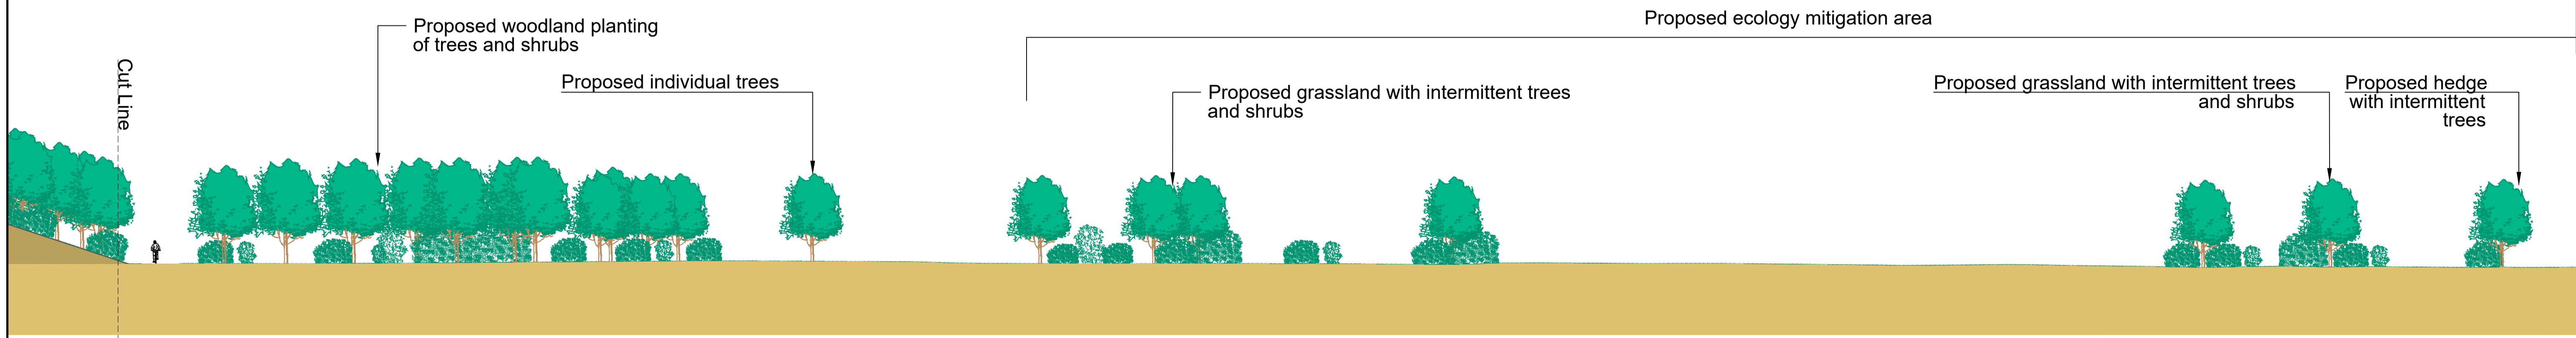 Proposed woodland planting
of trees and shrubs
Proposed ecology mitigation area
Cut Line
Proposed individual trees
Proposed grassland with intermittent trees
and shrubs
Proposed grassland with intermittent trees
and shrubs
Proposed hedge
with intermittent
trees